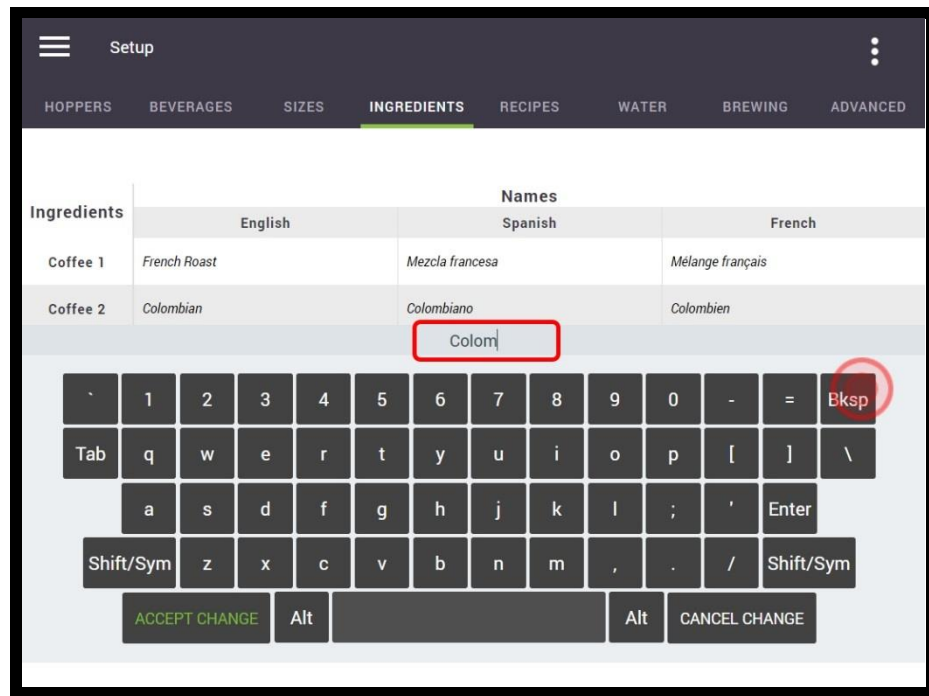 Setup
HOPPERS BEVERAGES SIZES INGREDIENTS RECIPES WATER BREWING ADVANCED
Names
Ingredients
English Spanish French
Coffee 1 French Roast Mezcla francesa Mélange français
Coffee 2 Colombian Colombiano Colombien
Colom
` 1 2 3 4 5 6 7 8 9 0 - = Bksp
Tab q w e r t y u i o p [ ] \
a s d f g h j k l ; ' Enter
Shift/Sym z x c v b n m , . / Shift/Sym
ACCEPT CHANGE Alt Alt CANCEL CHANGE